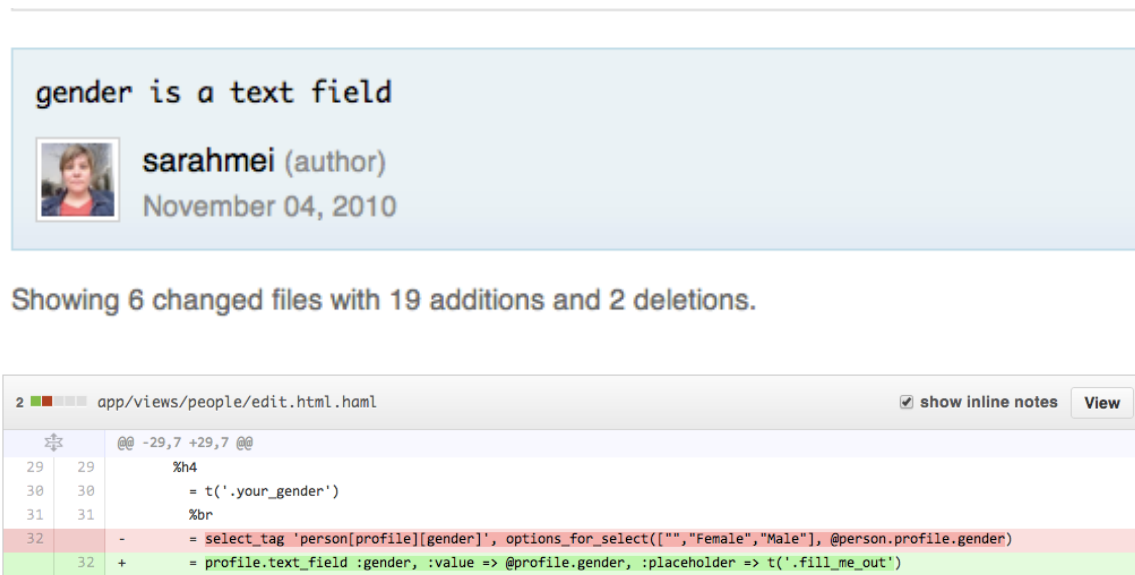 gender is a text field
sarahmei (author)
November 04, 2010
Showing 6 changed files with 19 additions and 2 deletions.
2 app/views/people/edit.html.haml show inline notes View
@@ -29,7 +29,7 @@
29 29 %h4
30 30 = t('.your_gender')
31 31 %br
32 - = select_tag 'person[profile][gender]', options_for_select(["","Female","Male"], @person.profile.gender)
32 + = profile.text_field :gender, :value => @profile.gender, :placeholder => t('.fill_me_out')